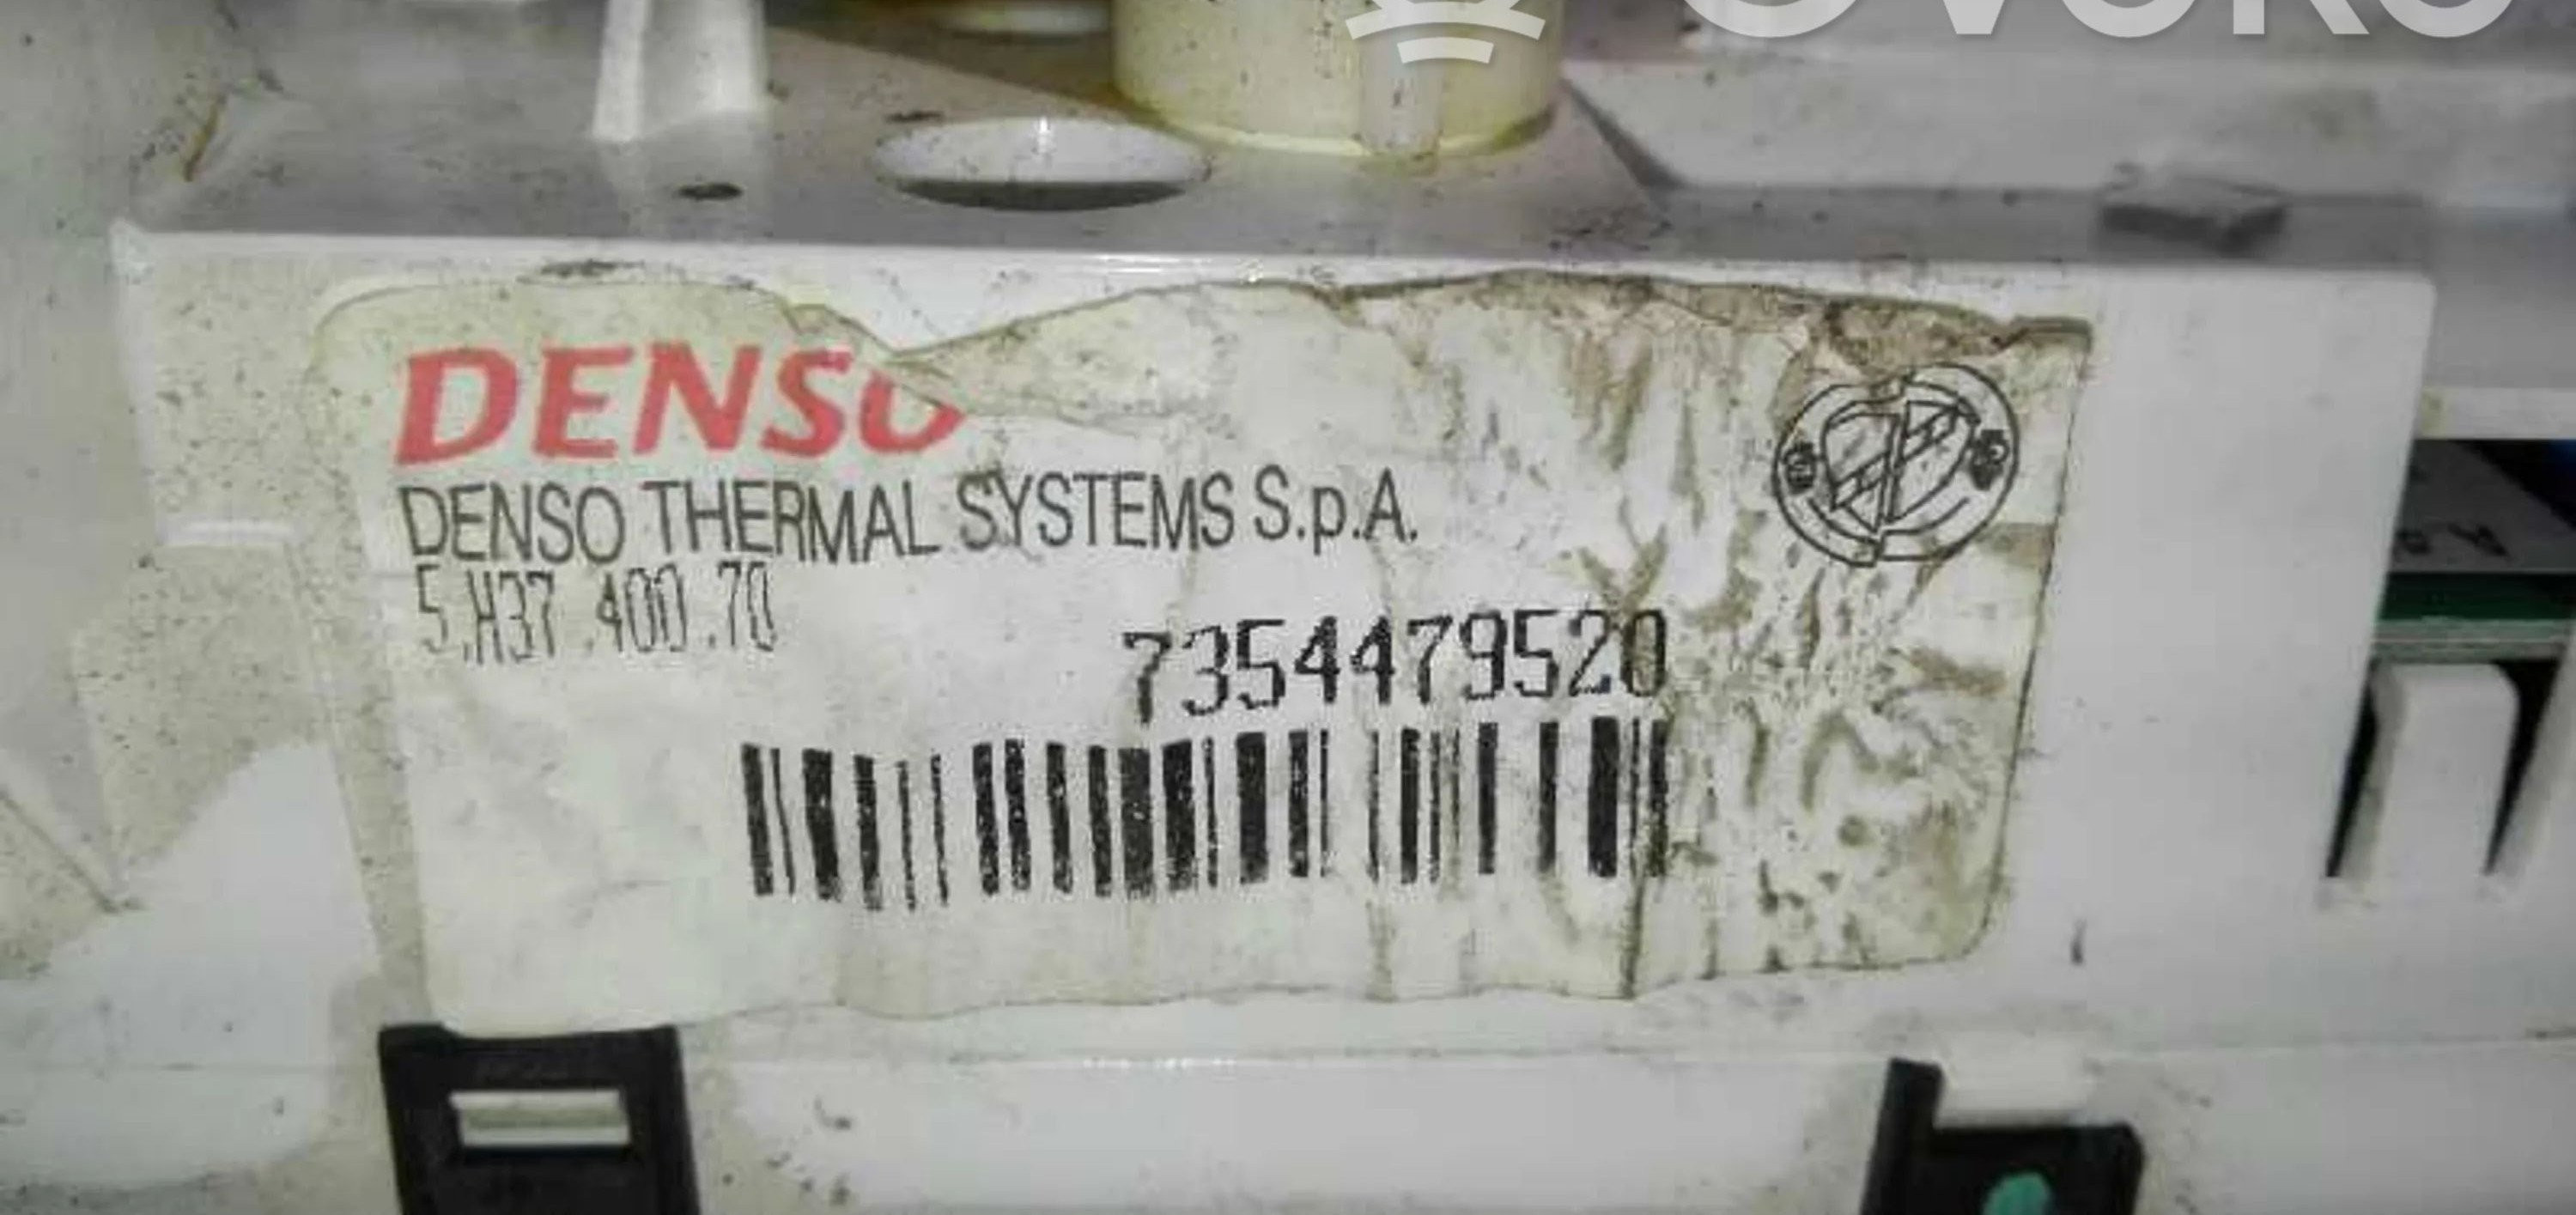 DENSO
DENSO THERMAL SYSTEMS S.p.A.
5.H37.400.70
7354479520